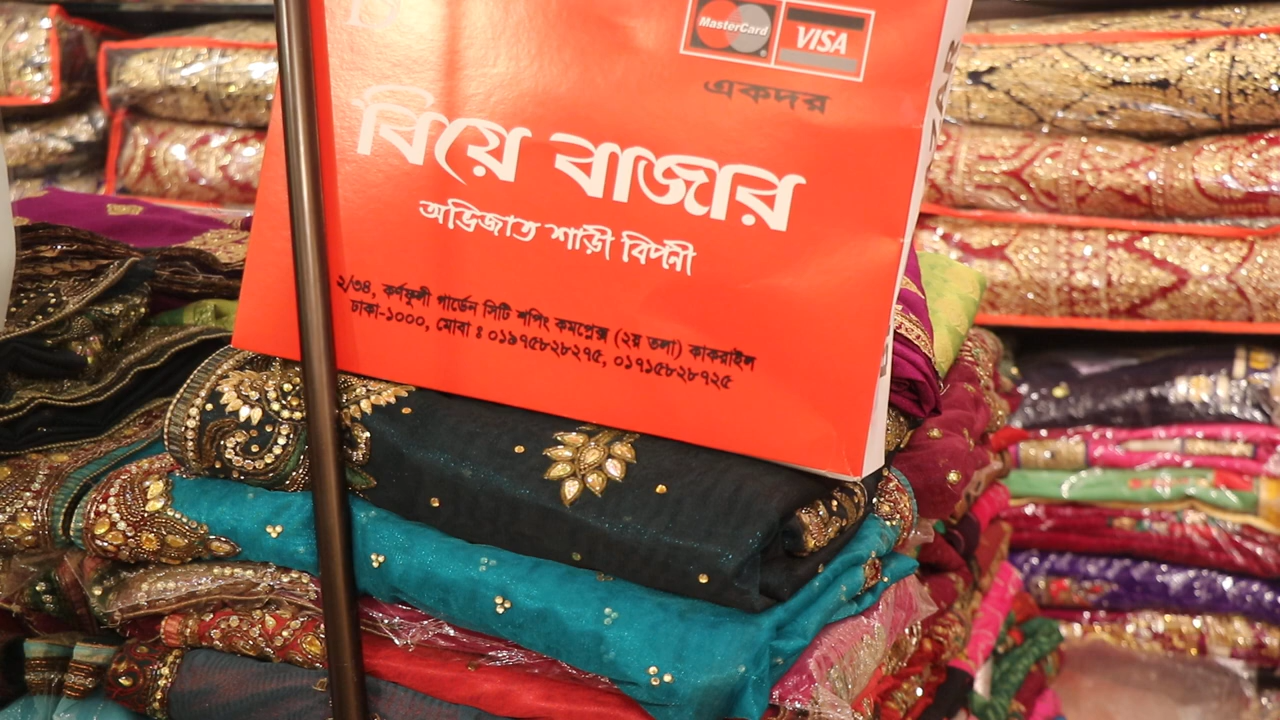 MasterCard VISA
একদর
বিয়ে বাজার
অভিজাত শাড়ী বিপনী
২/৩৪, কর্ণফুলী গার্ডেন সিটি শপিং কমপ্লেক্স (২য় তলা) কাকরাইল
ঢাকা-১০০০, মোবা ঃ ০১৯৭৫৮২৮২৭৫, ০১৭১৫৮২৮৭২৫